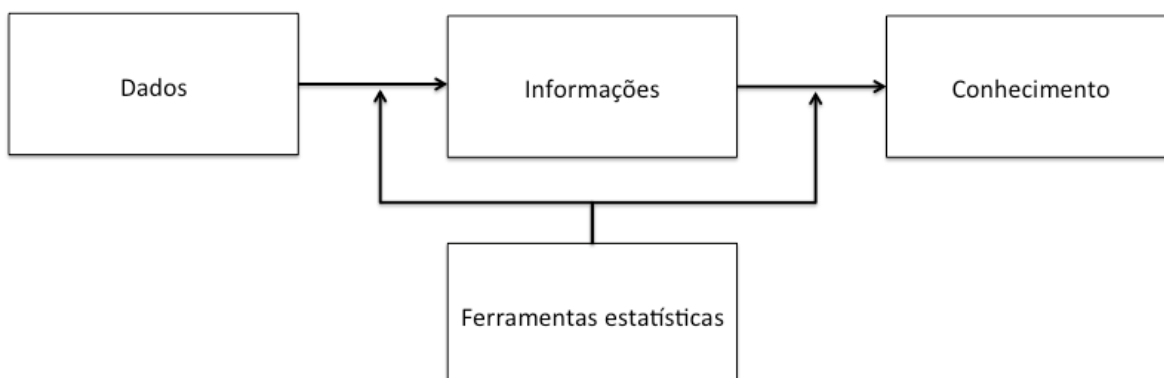 Dados
Informações
Conhecimento
Ferramentas estatísticas